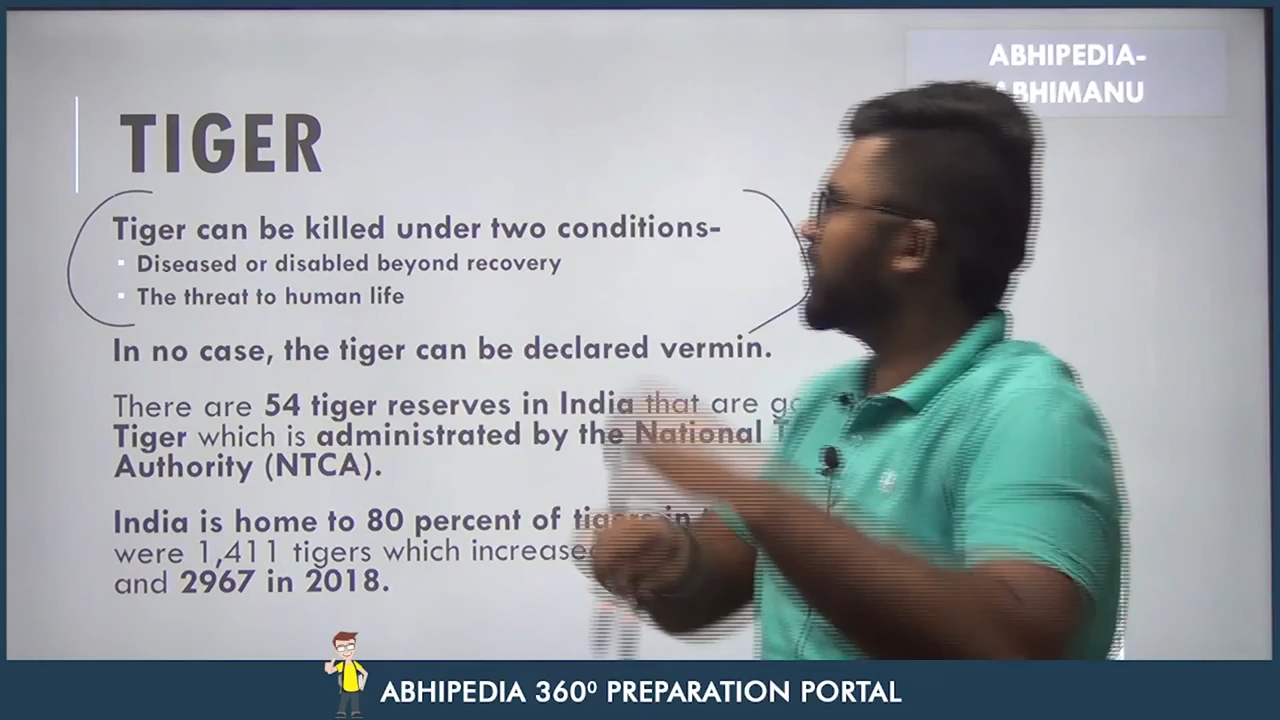 ABHIPEDIA-
ABHIMANU
TIGER
Tiger can be killed under two conditions-
Diseased or disabled beyond recovery
The threat to human life
In no case, the tiger can be declared vermin.
There are 54 tiger reserves in India that are
Tiger which is administrated by the National
Authority (NTCA).
India is home to 80 percent of tigers in
were 1,411 tigers which increased
and 2967 in 2018.
ABHIPEDIA 360⁰ PREPARATION PORTAL